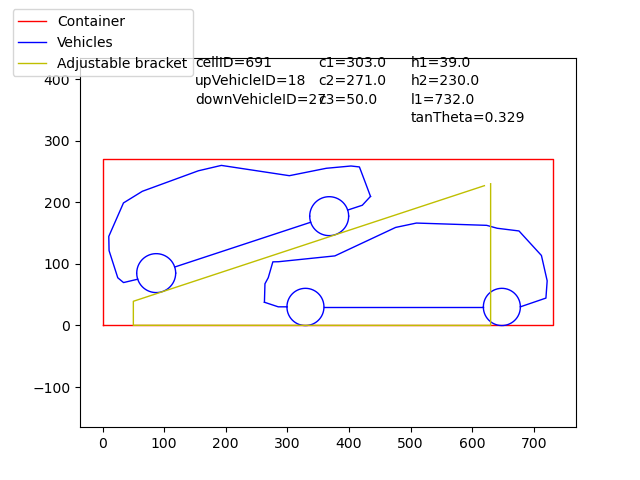 Container
Vehicles
Adjustable bracket
cellID=691
c1=303.0
h1=39.0
upVehicleID=18
c2=271.0
h2=230.0
downVehicleID=27
c3=50.0
l1=732.0
tanTheta=0.329
400
300
200
100
0
−100
0 100 200 300 400 500 600 700